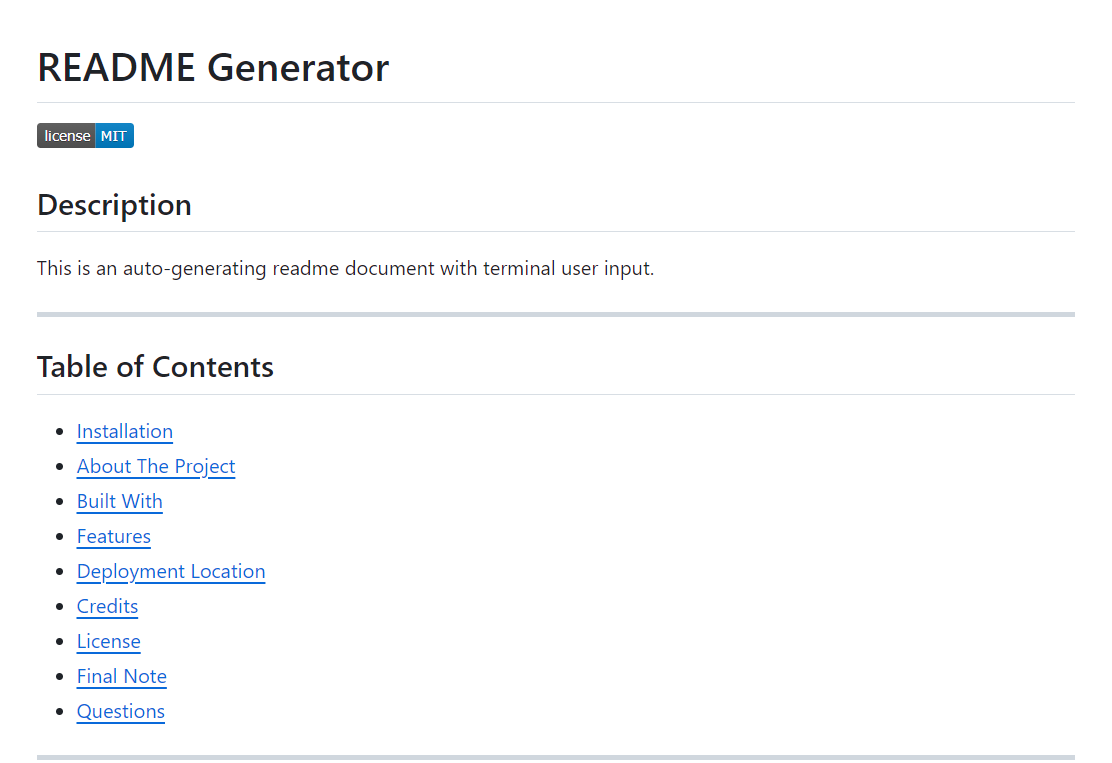 README Generator
license MIT
Description
This is an auto-generating readme document with terminal user input.
Table of Contents
Installation
About The Project
Built With
Features
Deployment Location
Credits
License
Final Note
Questions